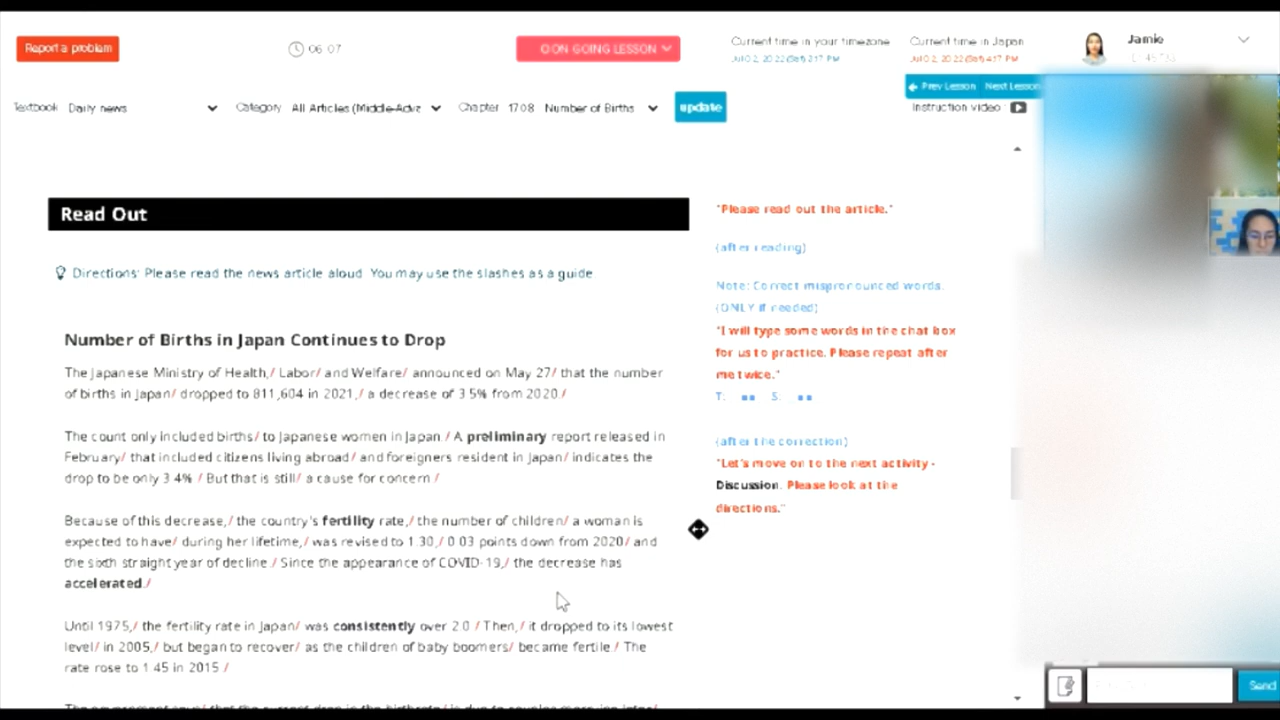 Report a problem
06 07
ON GOING LESSON
Current time in your timezone
Current time in Japan
Jamie
Prev Lesson Next Lesson
Textbook Daily news
Category All Articles (Middle-Adva
Chapter 1708 Number of Births
update
Instruction video
Read Out
Directions: Please read the news article aloud You may use the slashes as a guide
Number of Births in Japan Continues to Drop
The Japanese Ministry of Health,/ Labor/ and Welfare/ announced on May 27/ that the number
of births in Japan/ dropped to 811,604 in 2021,/ a decrease of 3 5% from 2020./
The count only included births/ to Japanese women in Japan / A preliminary report released in
February/ that included citizens living abroad/ and foreigners resident in Japan/ indicates the
drop to be only 3 4% / But that is still/ a cause for concern /
Because of this decrease,/ the country's fertility rate,/ the number of children/ a woman is
expected to have/ during her lifetime,/ was revised to 1.30,/ 0.03 points down from 2020/ and
the sixth straight year of decline / Since the appearance of COVID-19,/ the decrease has
accelerated /
Until 1975,/ the fertility rate in Japan/ was consistently over 2.0 / Then,/ it dropped to its lowest
level/ in 2005,/ but began to recover/ as the children of baby boomers/ became fertile / The
rate rose to 1 45 in 2015 /
"Please read out the article."
(after reading)
Note: Correct mispronounced words.
(ONLY if needed)
"I will type some words in the chat box
for us to practice. Please repeat after
me twice."
T: S:
(after the correction)
"Let's move on to the next activity -
Discussion. Please look at the
directions."
Send